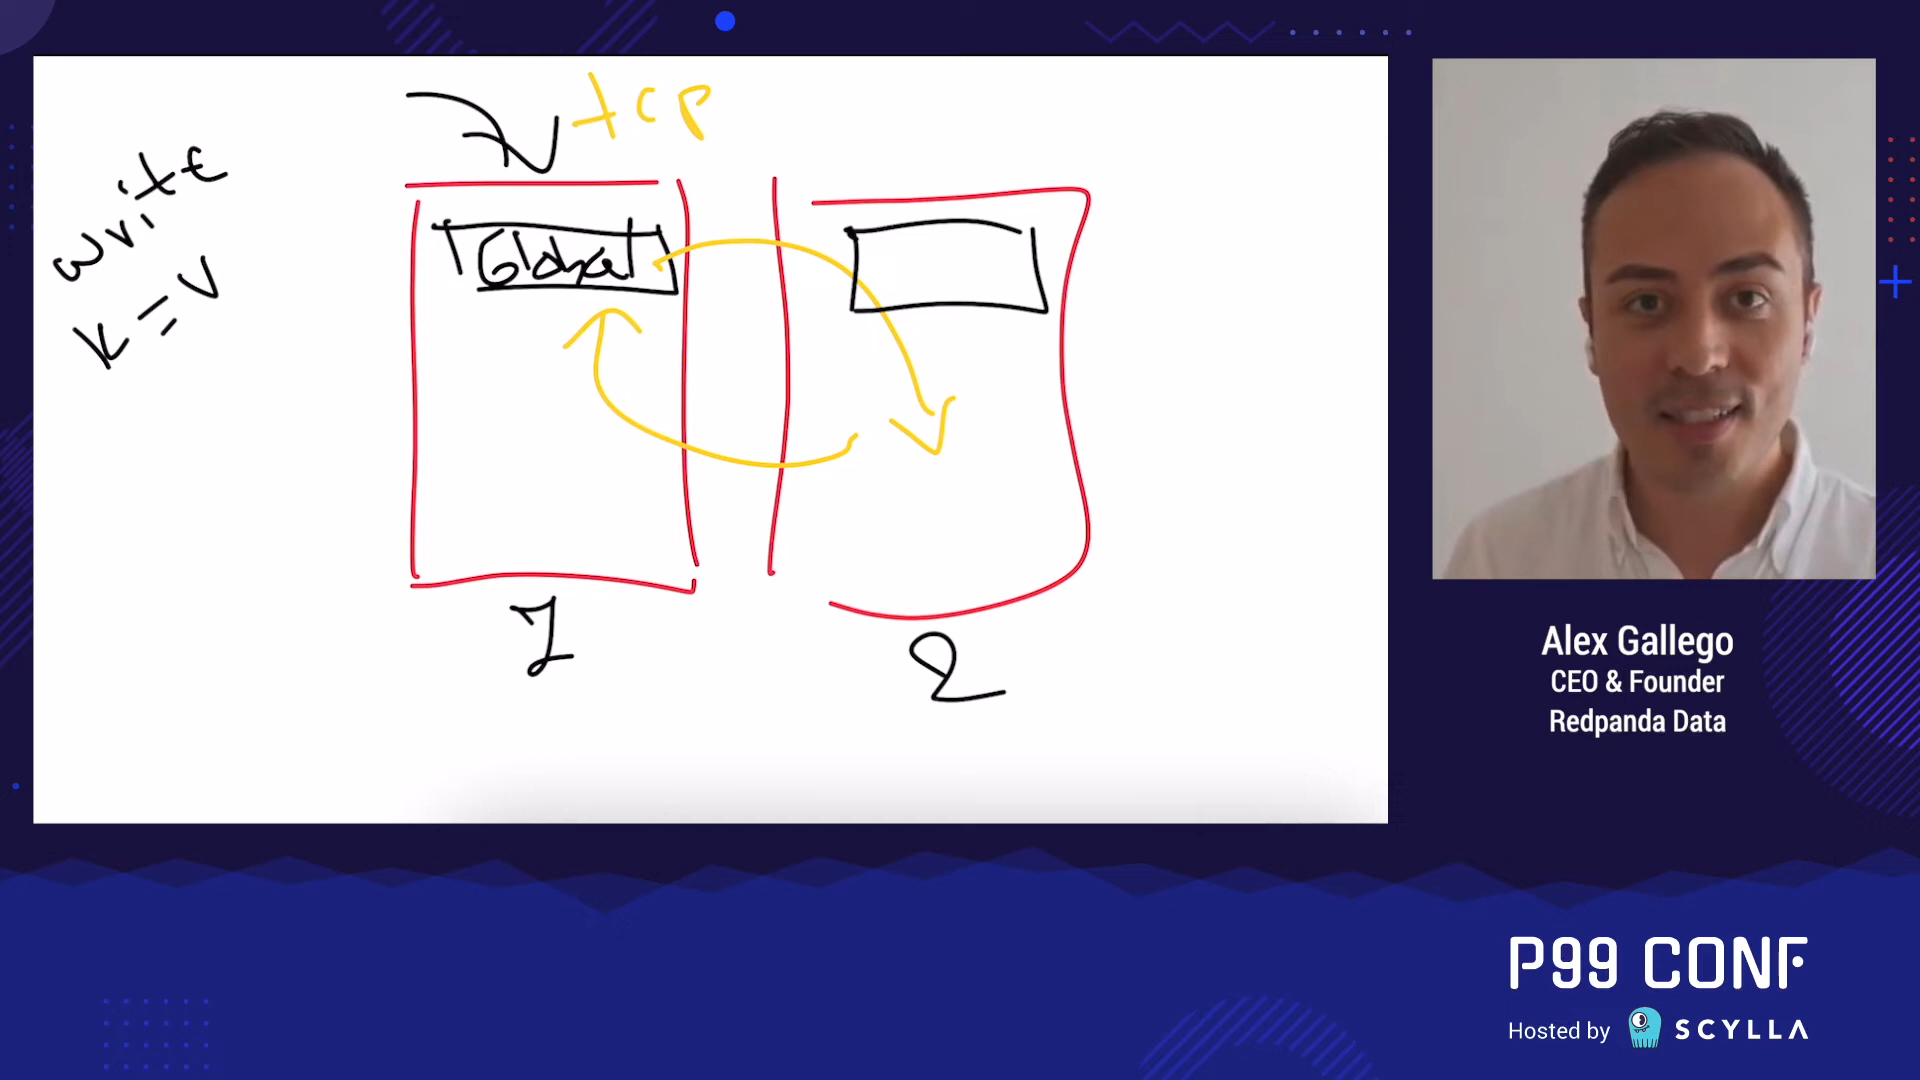 tcp
write
k = v
Global
1
2
Alex Gallego
CEO & Founder
Redpanda Data
P99 CONF
Hosted by SCYLLA